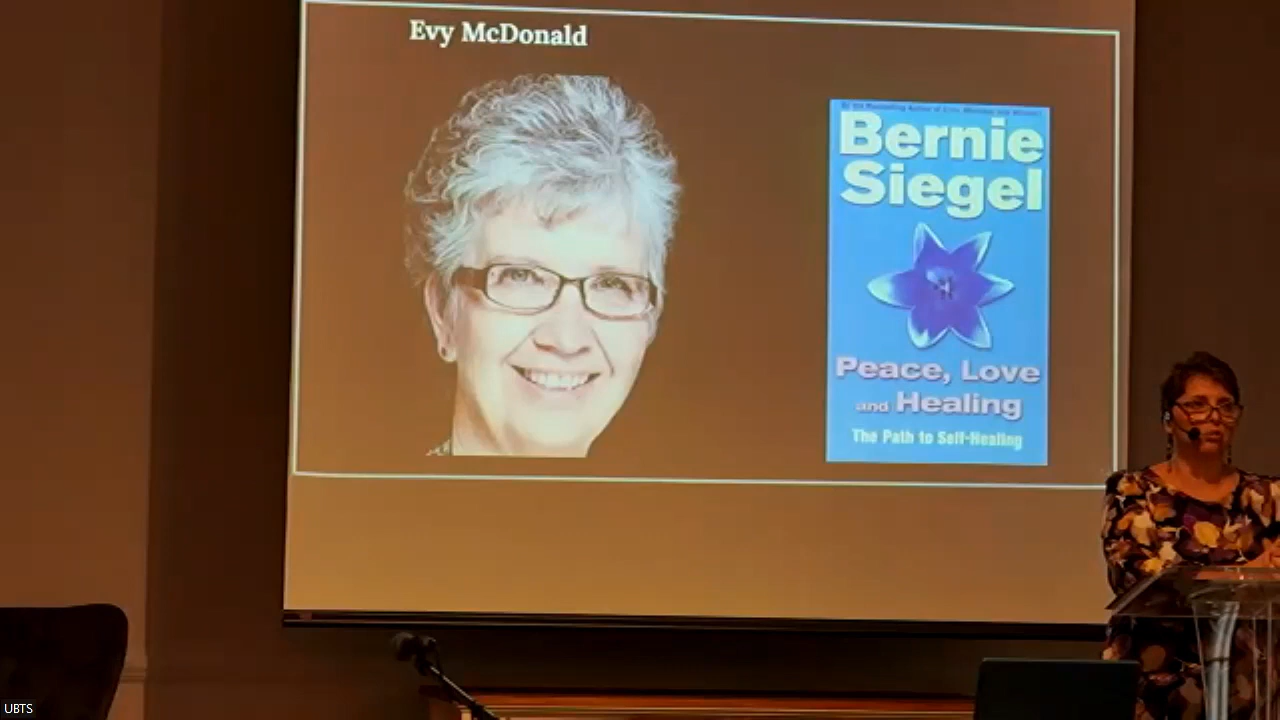 Evy McDonald
Bernie
Siegel
Peace, Love
and Healing
The Path to Self-Healing
UBTS